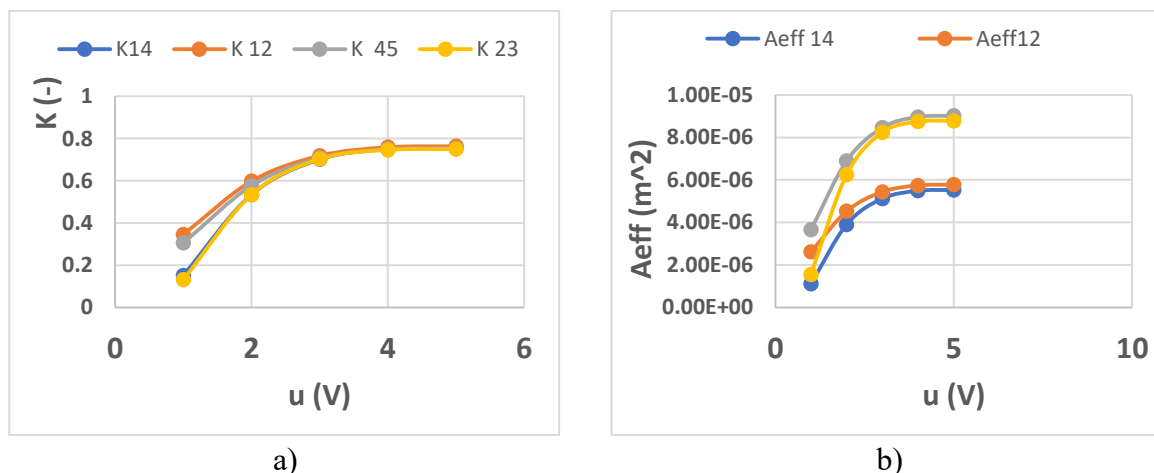 K14 K 12 K 45 K 23
K (-)
1
0.8
0.6
0.4
0.2
0
0 2 4 6
u (V)
a)
Aeff 14 Aeff12
Aeff (m^2)
1.00E-05
8.00E-06
6.00E-06
4.00E-06
2.00E-06
0.00E+00
0 5 10
u (V)
b)